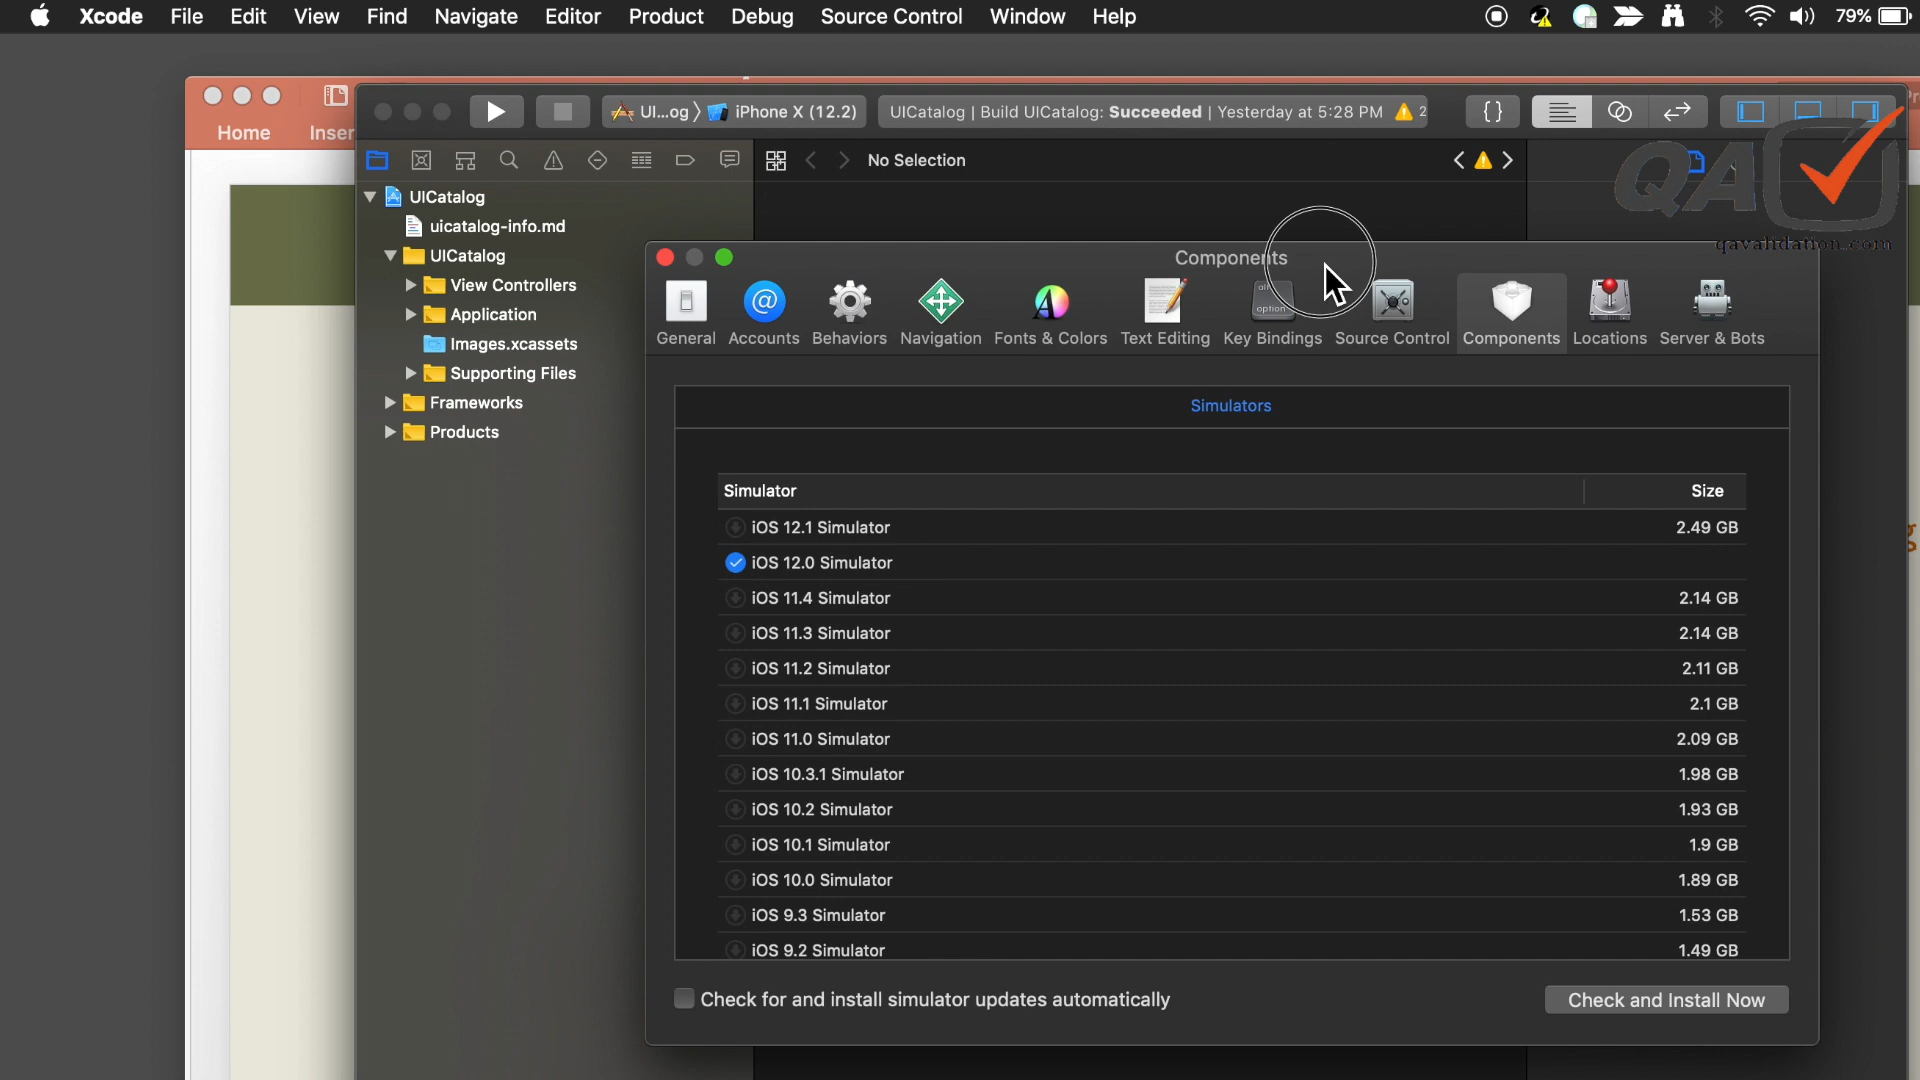 Xcode File Edit View Find Navigate Editor Product Debug Source Control Window Help 79%
Home
UI...og iPhone X (12.2) UICatalog | Build UICatalog: Succeeded | Yesterday at 5:28 PM 2 {}
No Selection
QA
qavalidation.com
UICatalog
uicatalog-info.md
UICatalog
View Controllers
Application
Images.xcassets
Supporting Files
Frameworks
Products
Components
General Accounts Behaviors Navigation Fonts & Colors Text Editing Key Bindings Source Control Components Locations Server & Bots
option
Simulators
Simulator Size
iOS 12.1 Simulator 2.49 GB
iOS 12.0 Simulator
iOS 11.4 Simulator 2.14 GB
iOS 11.3 Simulator 2.14 GB
iOS 11.2 Simulator 2.11 GB
iOS 11.1 Simulator 2.1 GB
iOS 11.0 Simulator 2.09 GB
iOS 10.3.1 Simulator 1.98 GB
iOS 10.2 Simulator 1.93 GB
iOS 10.1 Simulator 1.9 GB
iOS 10.0 Simulator 1.89 GB
iOS 9.3 Simulator 1.53 GB
iOS 9.2 Simulator 1.49 GB
Check for and install simulator updates automatically Check and Install Now